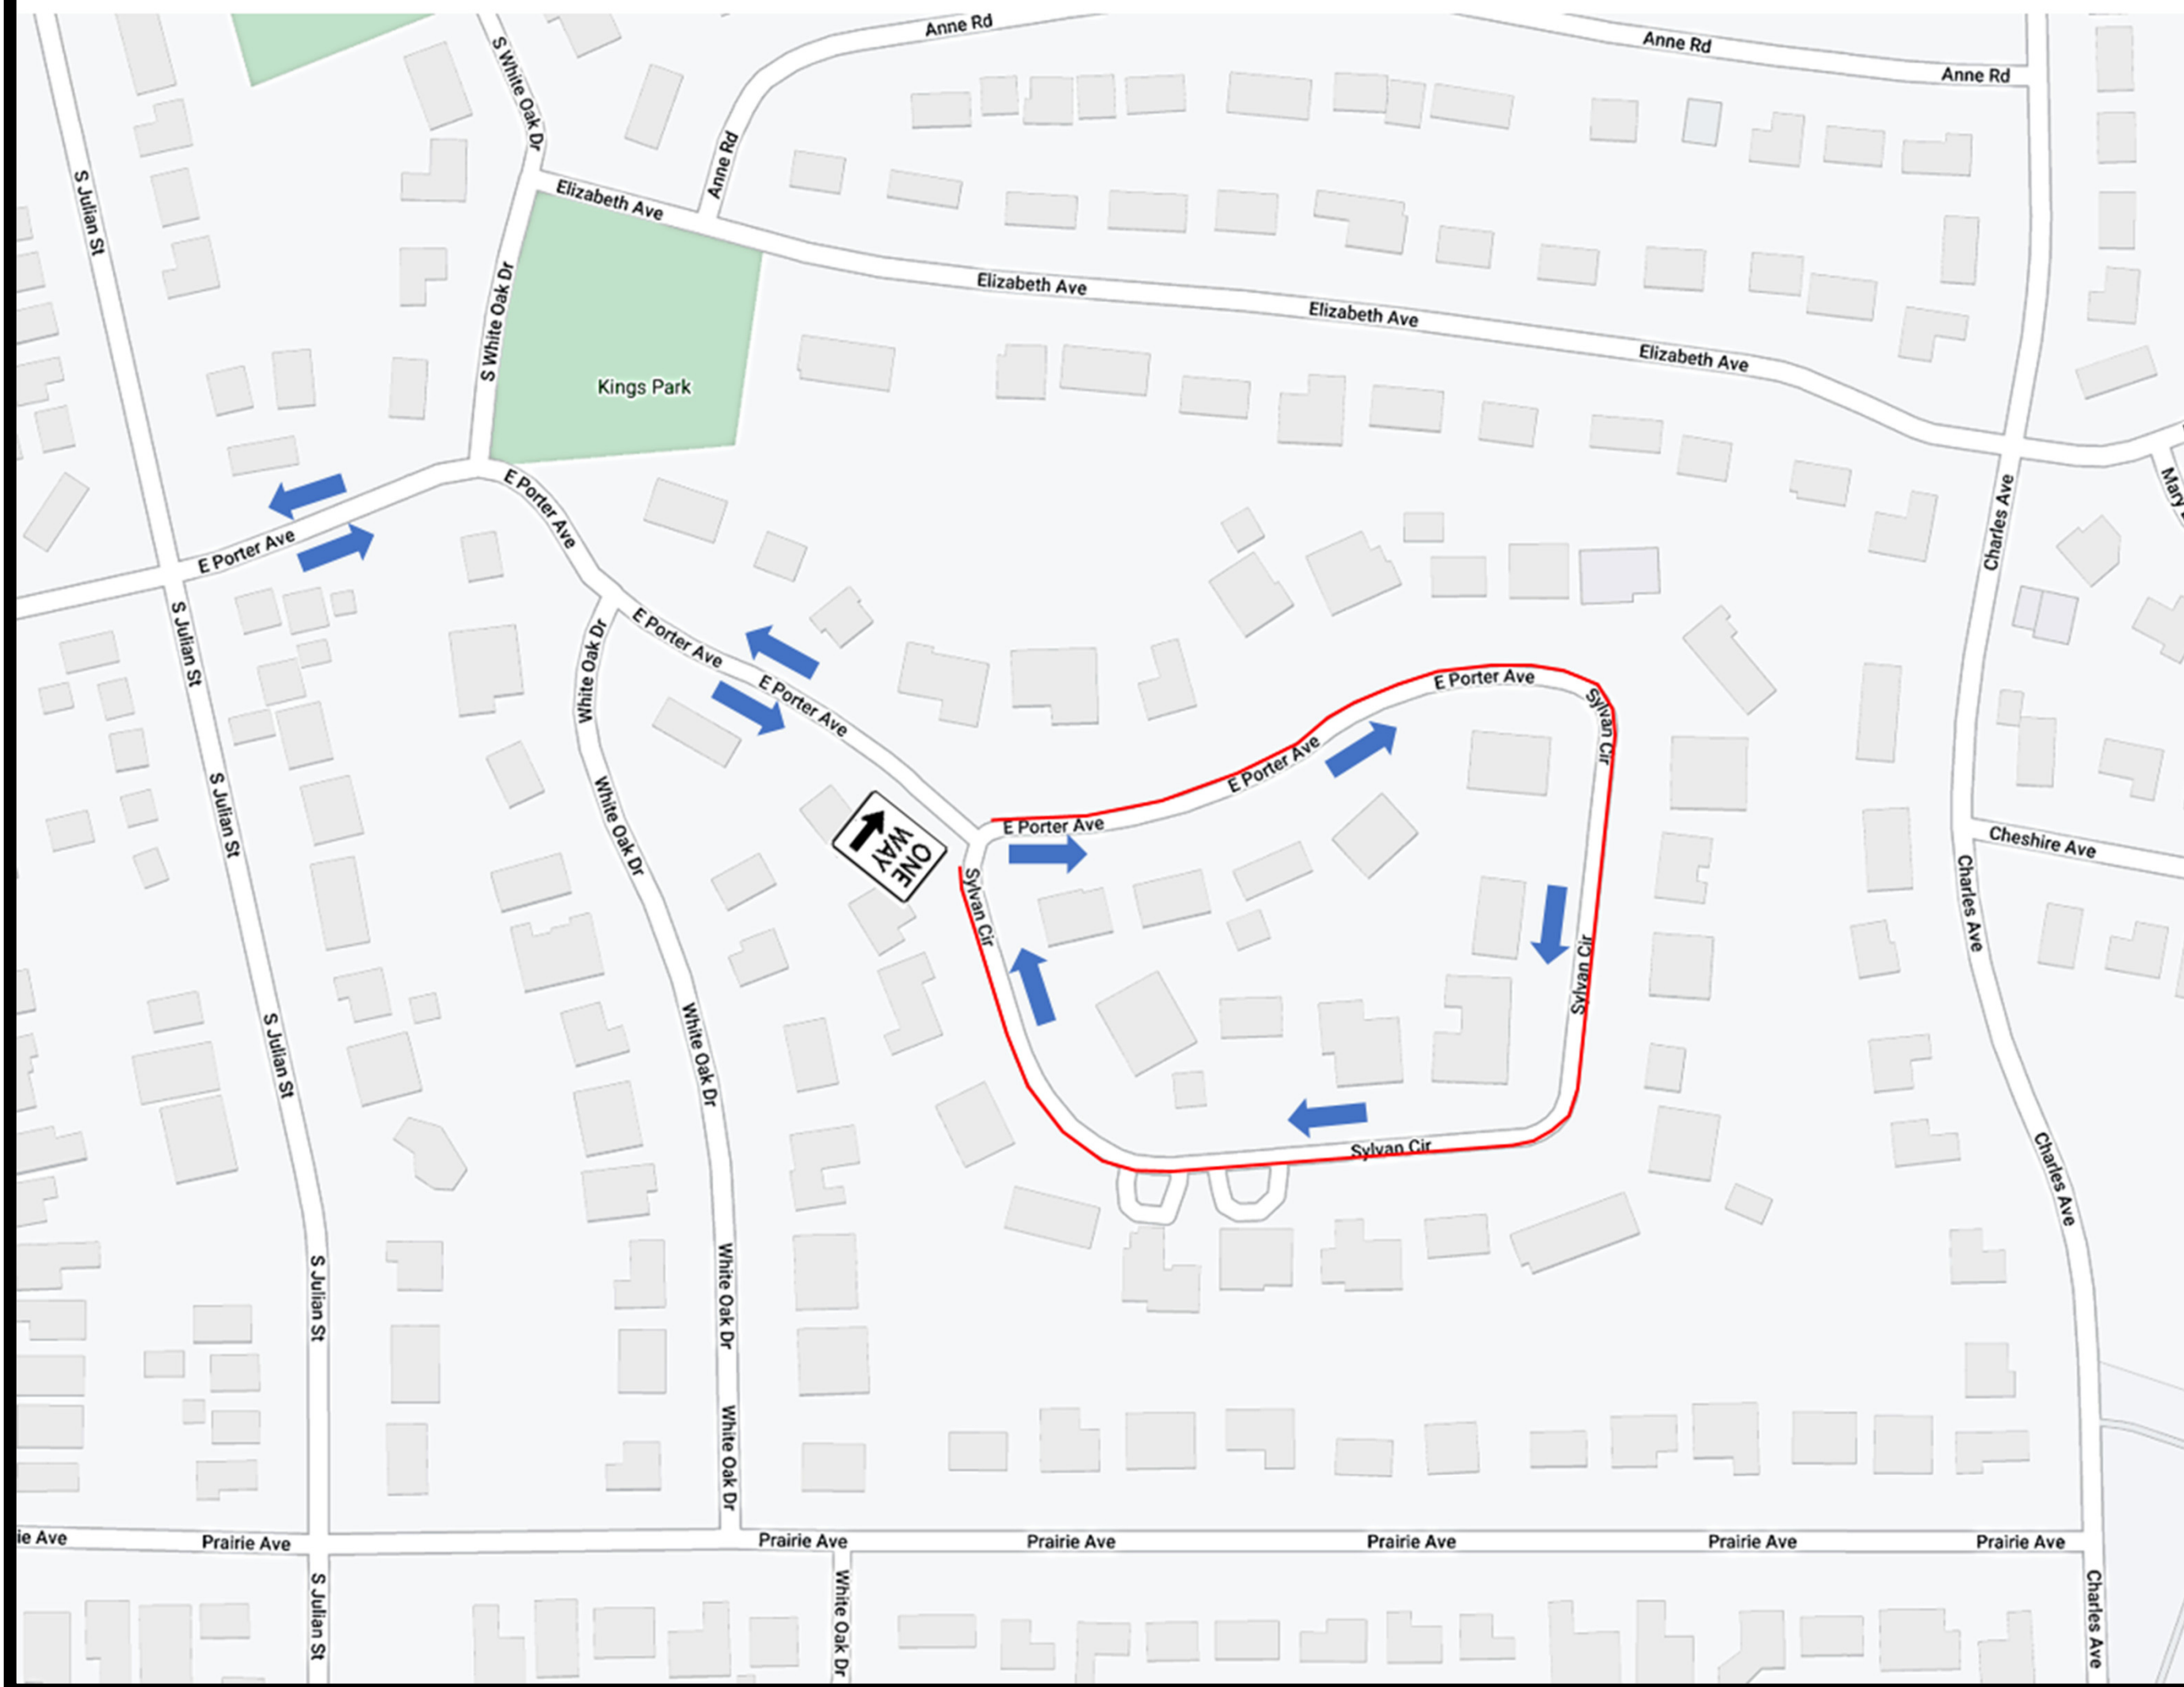 Anne Rd
Anne Rd
Anne Rd
S White Oak Dr
Anne Rd
Elizabeth Ave
S Julian St
Elizabeth Ave
Elizabeth Ave
S White Oak Dr
Elizabeth Ave
Kings Park
E Porter Ave
Charles Ave
E Porter Ave
S Julian St
E Porter Ave
White Oak Dr
E Porter Ave
E Porter Ave
Sylvan Cir
E Porter Ave
S Julian St
White Oak Dr
ONE
WAY
E Porter Ave
Cheshire Ave
Sylvan Cir
Charles Ave
Sylvan Cir
S Julian St
White Oak Dr
Sylvan Cir
Charles Ave
S Julian St
White Oak Dr
White Oak Dr
ie Ave
Prairie Ave
Prairie Ave
Prairie Ave
Prairie Ave
Prairie Ave
Prairie Ave
S Julian St
White Oak Dr
Charles Ave